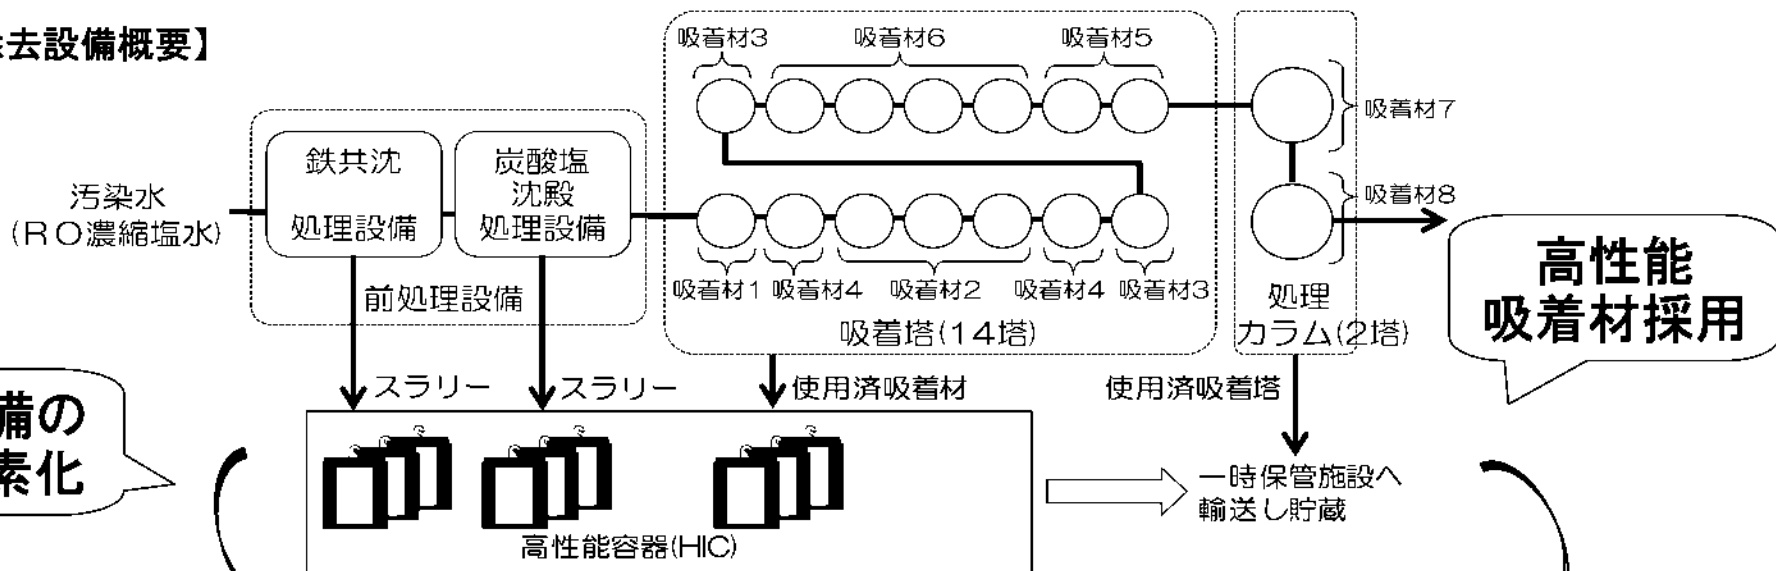 去設備概要】
吸着材3
吸着材6
吸着材5
吸着材7
鉄共沈
処理設備
炭酸塩
沈殿
処理設備
汚染水
(RO濃縮塩水)
吸着材8
前処理設備
吸着材1
吸着材4
吸着材2
吸着材4
吸着材3
吸着塔(14塔)
処理
カラム(2塔)
高性能
吸着材採用
備の
素化
スラリー
スラリー
使用済吸着材
使用済吸着塔
高性能容器(HIC)
一時保管施設へ
輸送し貯蔵